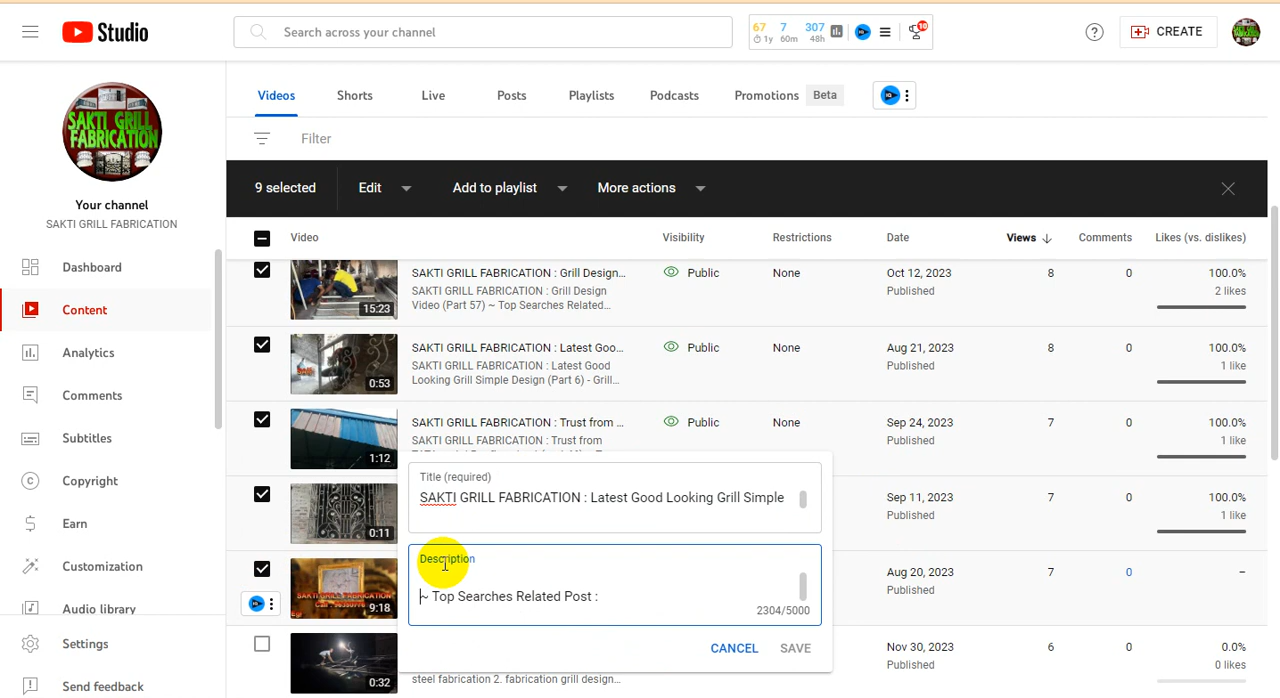 Studio
Search across your channel
67 7 307
1y 60m 48h
10
CREATE
SAKTI GRILL
FABRICATION
Your channel
SAKTI GRILL FABRICATION
Dashboard
Content
Analytics
Comments
Subtitles
Copyright
Earn
Customization
Audio library
Settings
Send feedback
Videos Shorts Live Posts Playlists Podcasts Promotions Beta
Filter
9 selected Edit Add to playlist More actions
Video Visibility Restrictions Date Views Comments Likes (vs. dislikes)
SAKTI GRILL FABRICATION : Grill Design... Public None Oct 12, 2023 8 0 100.0%
SAKTI GRILL FABRICATION : Grill Design Published 2 likes
Video (Part 57) ~ Top Searches Related...
15:23
SAKTI GRILL FABRICATION : Latest Goo... Public None Aug 21, 2023 8 0 100.0%
SAKTI GRILL FABRICATION : Latest Good Published 1 like
Looking Grill Simple Design (Part 6) - Grill...
0:53
SAKTI GRILL FABRICATION : Trust from ... Public None Sep 24, 2023 7 0 100.0%
SAKTI GRILL FABRICATION : Trust from Published 1 like
1:12
Title (required)
SAKTI GRILL FABRICATION : Latest Good Looking Grill Simple
Sep 11, 2023 7 0 100.0%
Published 1 like
0:11
Description
~ Top Searches Related Post :
2304/5000
Aug 20, 2023 7 0 –
Published
9:18
CANCEL SAVE
Nov 30, 2023 6 0 0.0%
Published 0 likes
0:32
steel fabrication 2. fabrication grill design...